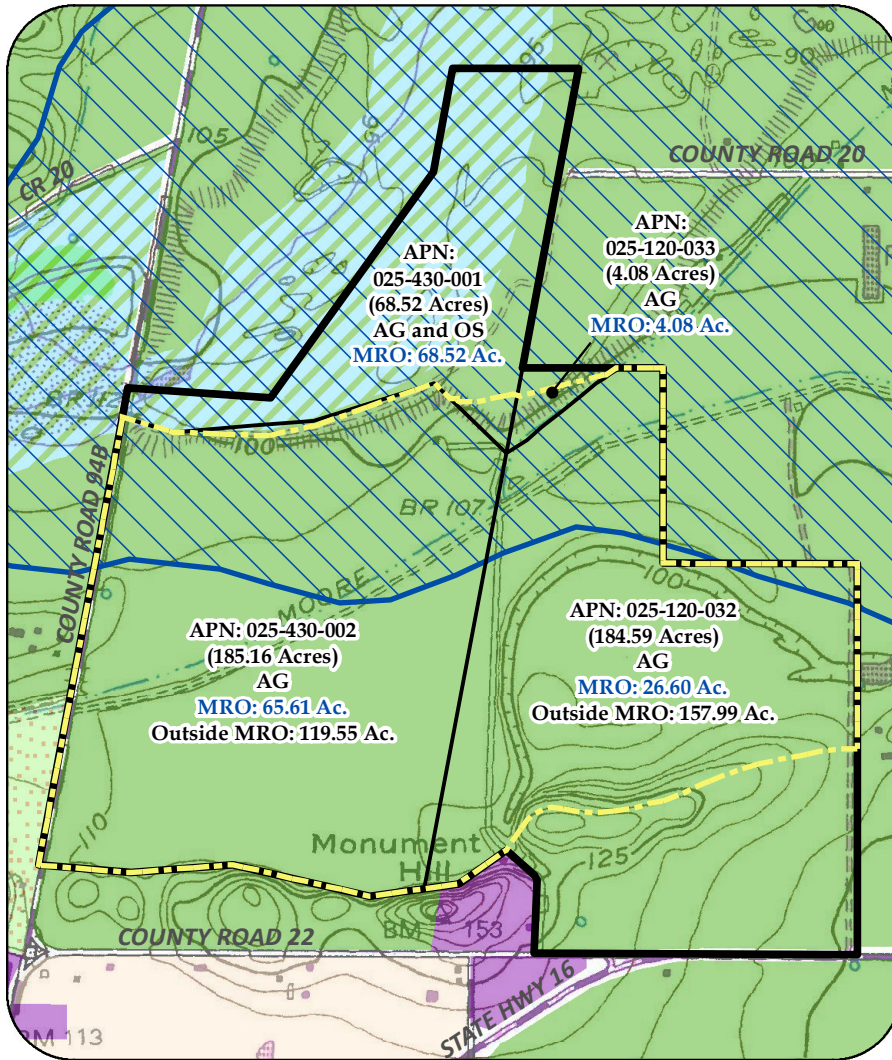 95
90
105
COUNTY ROAD 20
CR 20
95
APN:
025-120-033
(4.08 Acres)
AG
MRO: 4.08 Ac.
APN:
025-430-001
(68.52 Acres)
AG and OS
MRO: 68.52 Ac.
100
COUNTY ROAD 94B
BR 107
100
MOORE
APN: 025-430-002
(185.16 Acres)
AG
MRO: 65.61 Ac.
Outside MRO: 119.55 Ac.
APN: 025-120-032
(184.59 Acres)
AG
MRO: 26.60 Ac.
Outside MRO: 157.99 Ac.
110
Monument
Hill
125
COUNTY ROAD 22
BM 153
STATE HWY 16
BM 113